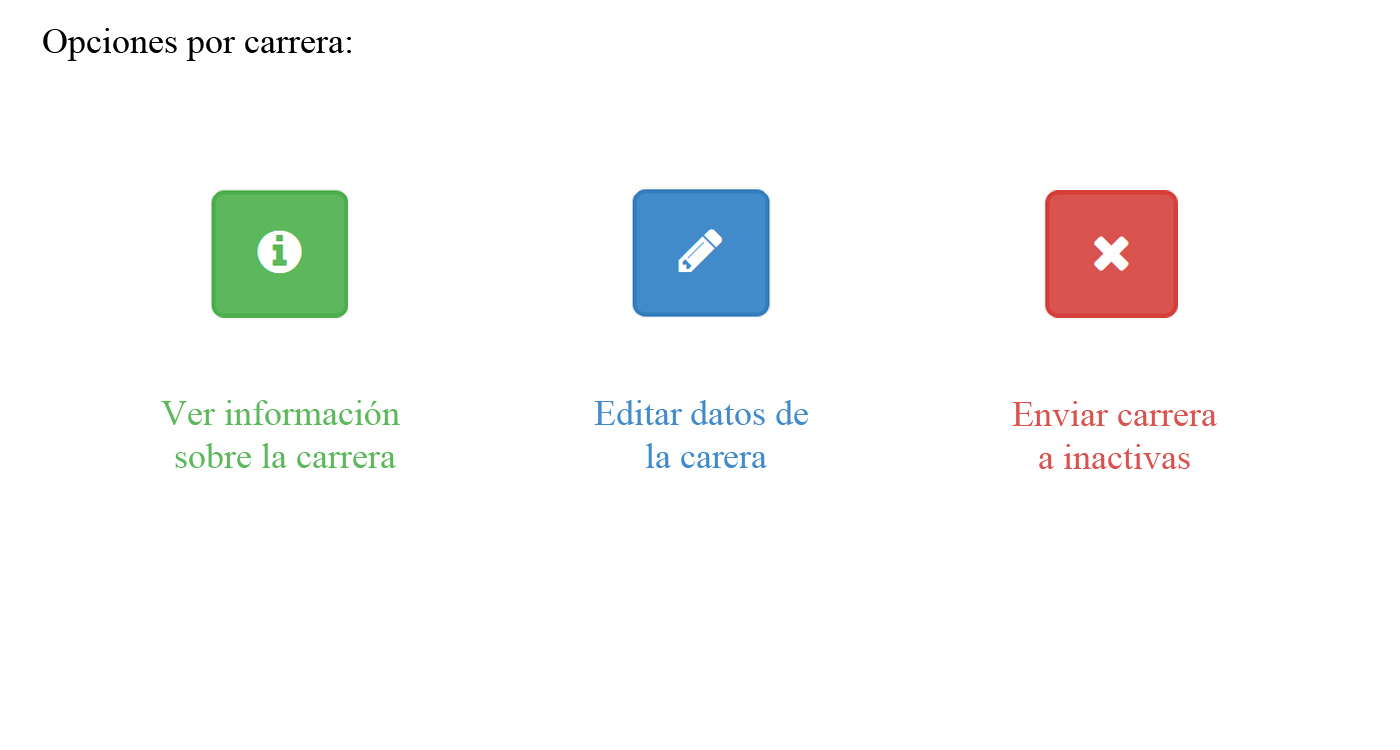 Opciones por carrera:
Ver información
sobre la carrera
Editar datos de
la carera
Enviar carrera
a inactivas